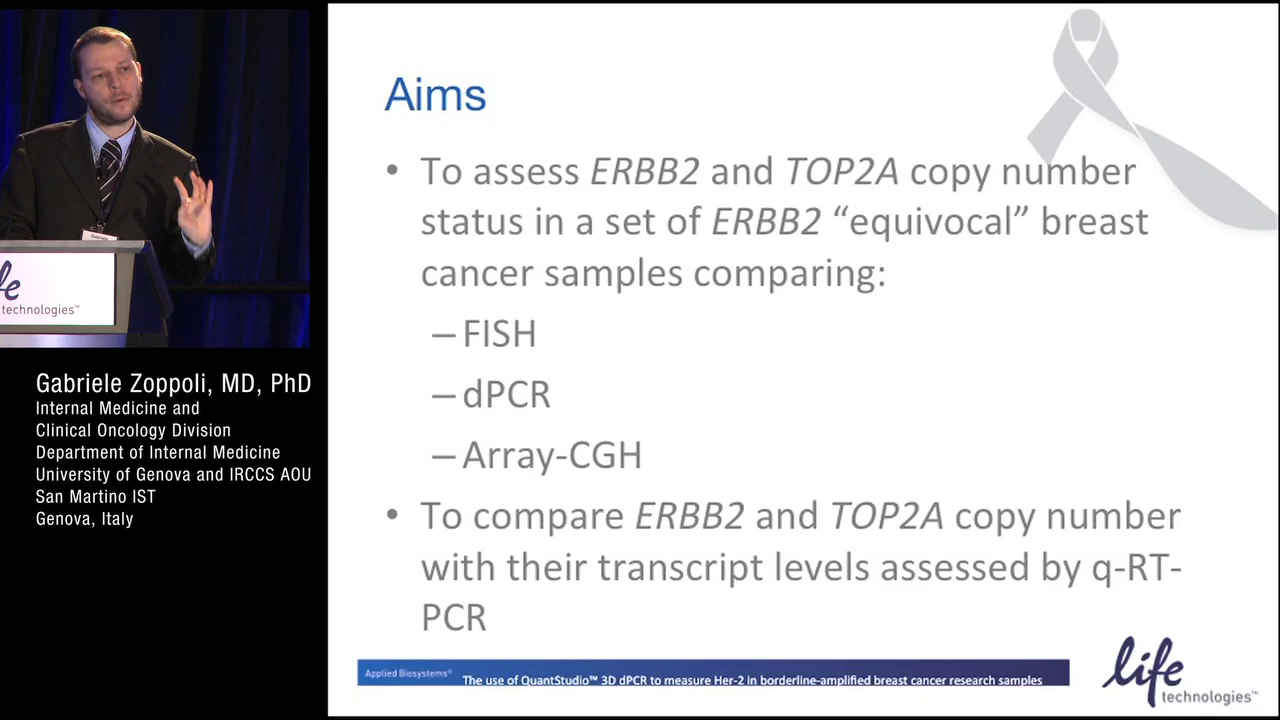 Aims
• To assess ERBB2 and TOP2A copy number
status in a set of ERBB2 “equivocal” breast
cancer samples comparing:
– FISH
– dPCR
– Array-CGH
• To compare ERBB2 and TOP2A copy number
with their transcript levels assessed by q-RT-
PCR
Applied Biosystems®
The use of QuantStudio™ 3D dPCR to measure Her-2 in borderline-amplified breast cancer research samples
life
technologies™
fe
technologies™
Gabriele Zoppoli, MD, PhD
Internal Medicine and
Clinical Oncology Division
Department of Internal Medicine
University of Genova and IRCCS AOU
San Martino IST
Genova, Italy